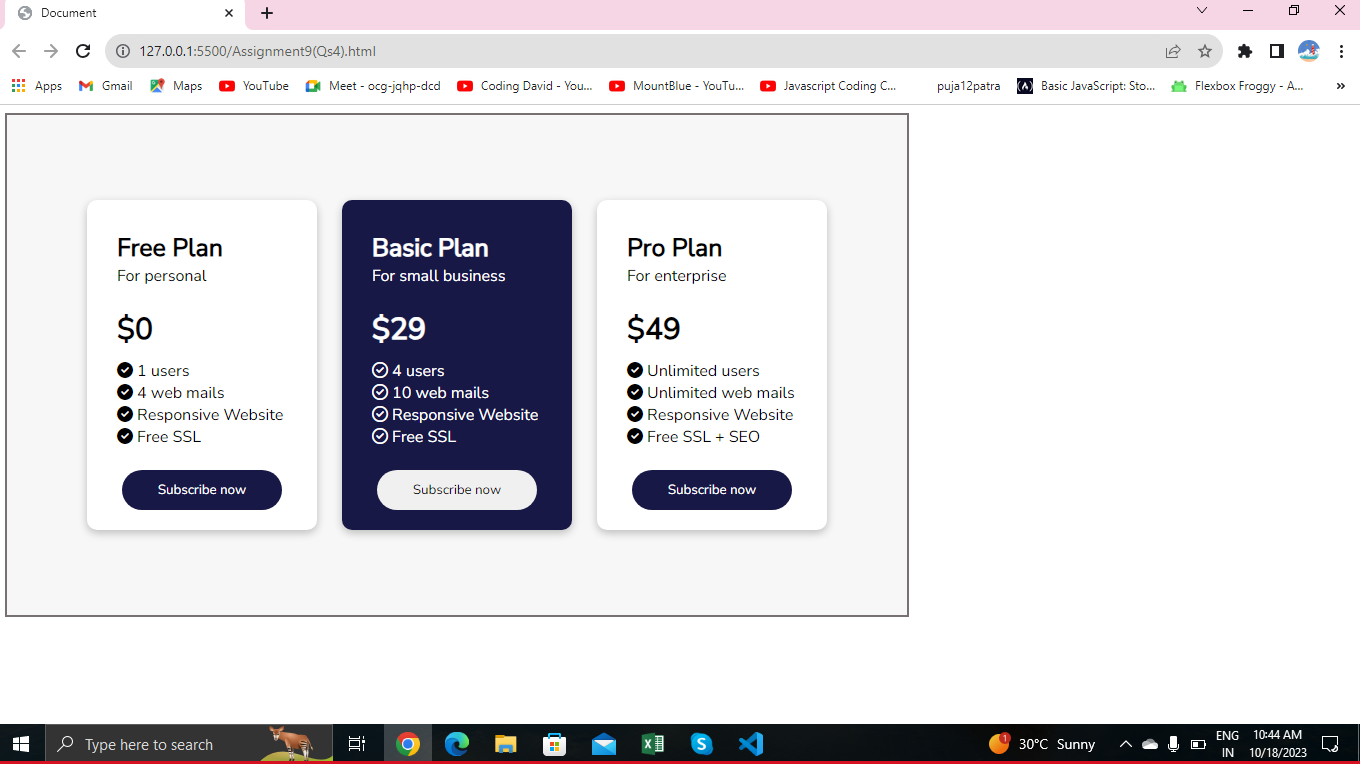 Document
127.0.0.1:5500/Assignment9(Qs4).html
Apps Gmail Maps YouTube Meet - ocg-jqhp-dcd Coding David - You... MountBlue - YouTu... Javascript Coding C... puja12patra Basic JavaScript: Sto... Flexbox Froggy - A... »
Free Plan
For personal
$0
1 users
4 web mails
Responsive Website
Free SSL
Subscribe now
Basic Plan
For small business
$29
4 users
10 web mails
Responsive Website
Free SSL
Subscribe now
Pro Plan
For enterprise
$49
Unlimited users
Unlimited web mails
Responsive Website
Free SSL + SEO
Subscribe now
Type here to search
1
30°C Sunny
ENG
IN
10:44 AM
10/18/2023